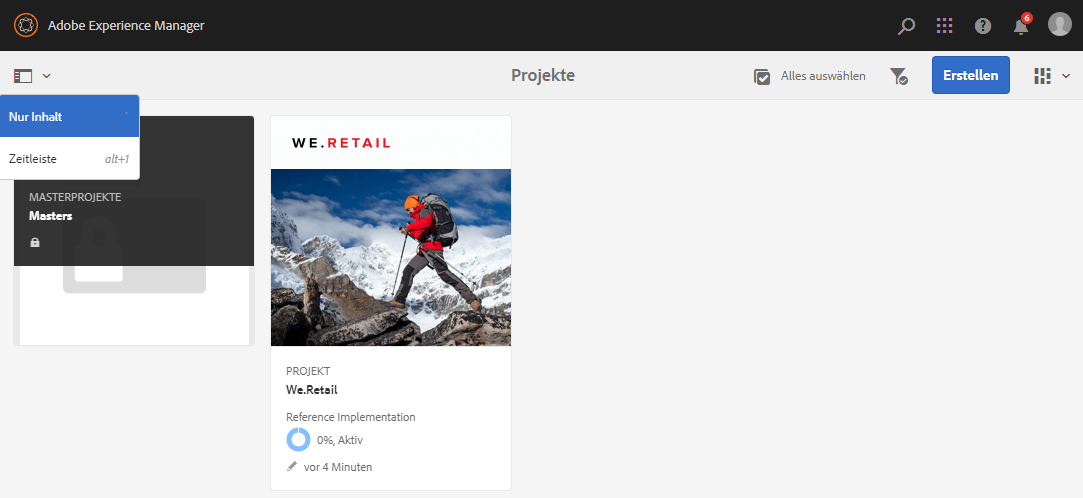 Adobe Experience Manager
6
Projekte
Alles auswählen
Erstellen
Nur Inhalt
Zeitleiste alt+1
MASTERPROJEKTE
Masters
WE.RETAIL
PROJEKT
We.Retail
Reference Implementation
0%, Aktiv
vor 4 Minuten